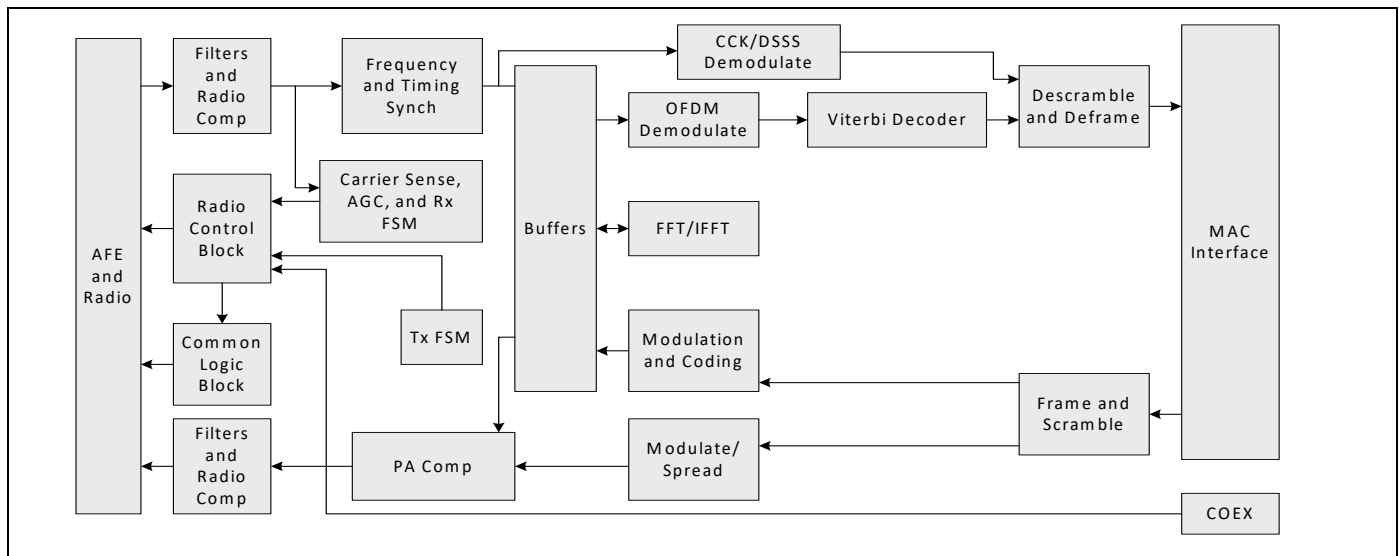 Filters
and
Radio
Comp
Frequency
and Timing
Synch
CCK/DSSS
Demodulate
OFDM
Demodulate
Viterbi Decoder
Descramble
and Deframe
Carrier Sense,
AGC, and Rx
FSM
Radio
Control
Block
Buffers
FFT/IFFT
MAC
Interface
AFE
and
Radio
Tx FSM
Common
Logic
Block
Modulation
and Coding
Frame and
Scramble
Filters
and
Radio
Comp
PA Comp
Modulate/
Spread
COEX